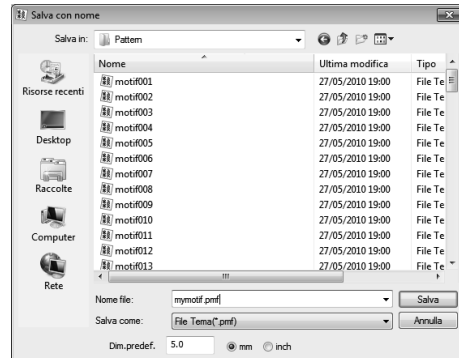 Salva con nome
Salva in: Pattern
Nome Ultima modifica Tipo
motif001 27/05/2010 19:00 File Te
motif002 27/05/2010 19:00 File Te
motif003 27/05/2010 19:00 File Te
motif004 27/05/2010 19:00 File Te
motif005 27/05/2010 19:00 File Te
motif006 27/05/2010 19:00 File Te
motif007 27/05/2010 19:00 File Te
motif008 27/05/2010 19:00 File Te
motif009 27/05/2010 19:00 File Te
motif010 27/05/2010 19:00 File Te
motif011 27/05/2010 19:00 File Te
motif012 27/05/2010 19:00 File Te
motif013 27/05/2010 19:00 File Te
Risorse recenti
Desktop
Raccolte
Computer
Rete
Nome file: mymotif.pmf Salva
Salva come: File Tema(*.pmf) Annulla
Dim.predef. 5.0 mm inch